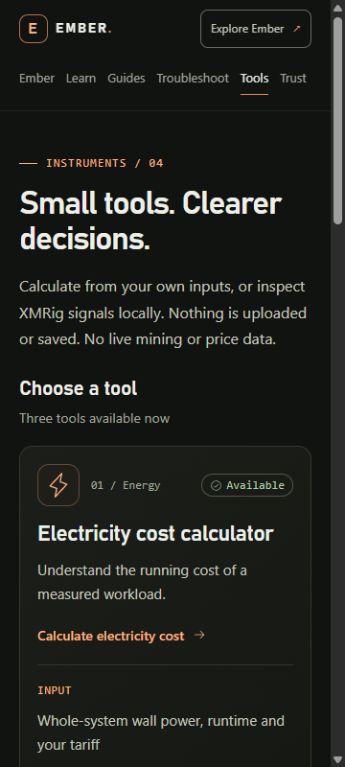 E EMBER.
Explore Ember ↗
Ember Learn Guides Troubleshoot Tools Trust
INSTRUMENTS / 04
Small tools. Clearer
decisions.
Calculate from your own inputs, or inspect
XMRig signals locally. Nothing is uploaded
or saved. No live mining or price data.
Choose a tool
Three tools available now
01 / Energy
Available
Electricity cost calculator
Understand the running cost of a
measured workload.
Calculate electricity cost →
INPUT
Whole-system wall power, runtime and
your tariff